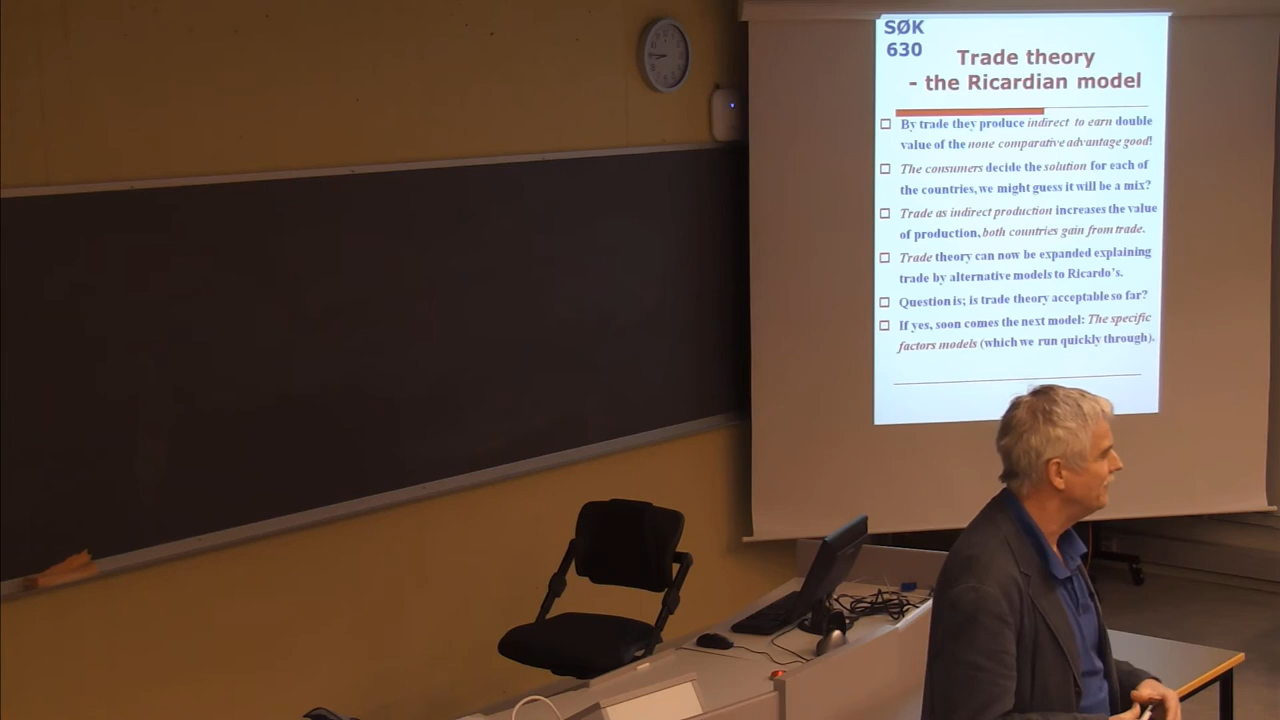 SØK
630
Trade theory
- the Ricardian model
By trade they produce indirect to earn double
value of the none comparative advantage good!
The consumers decide the solution for each of
the countries, we might guess it will be a mix?
Trade as indirect production increases the value
of production, both countries gain from trade.
Trade theory can now be expanded explaining
trade by alternative models to Ricardo's.
Question is; is trade theory acceptable so far?
If yes, soon comes the next model: The specific
factors models (which we run quickly through).